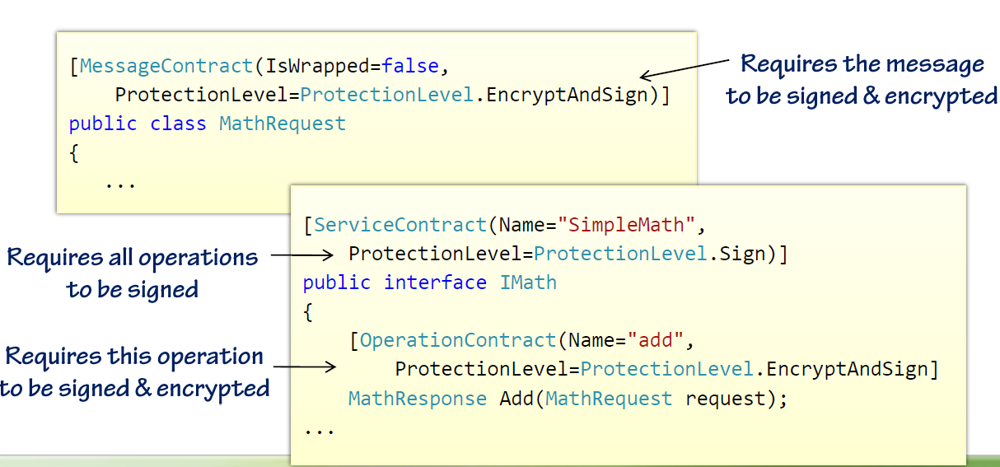 [MessageContract(IsWrapped=false,
ProtectionLevel=ProtectionLevel.EncryptAndSign)]
public class MathRequest
{
...
Requires the message
to be signed & encrypted
[ServiceContract(Name="SimpleMath",
ProtectionLevel=ProtectionLevel.Sign)]
public interface IMath
{
[OperationContract(Name="add",
ProtectionLevel=ProtectionLevel.EncryptAndSign]
MathResponse Add(MathRequest request);
...
Requires all operations
to be signed
Requires this operation
to be signed & encrypted